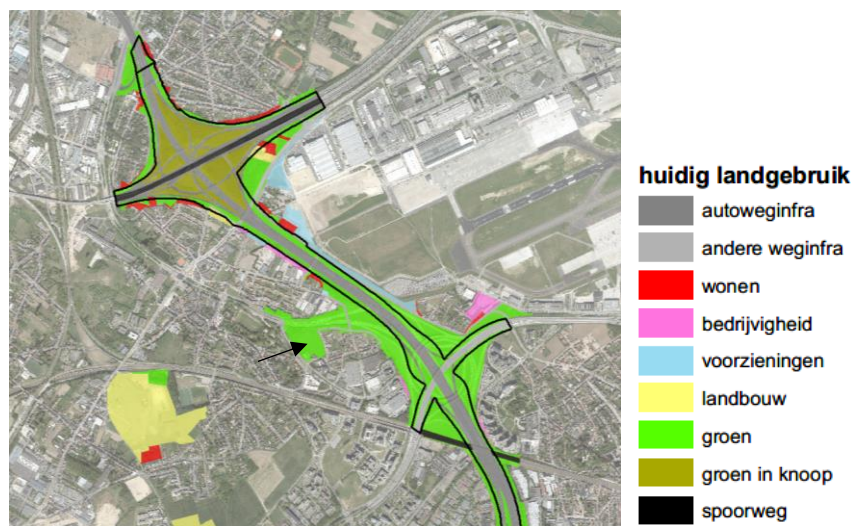 huidig landgebruik
autoweginfra
andere weginfra
wonen
bedrijvigheid
voorzieningen
landbouw
groen
groen in knoop
spoorweg